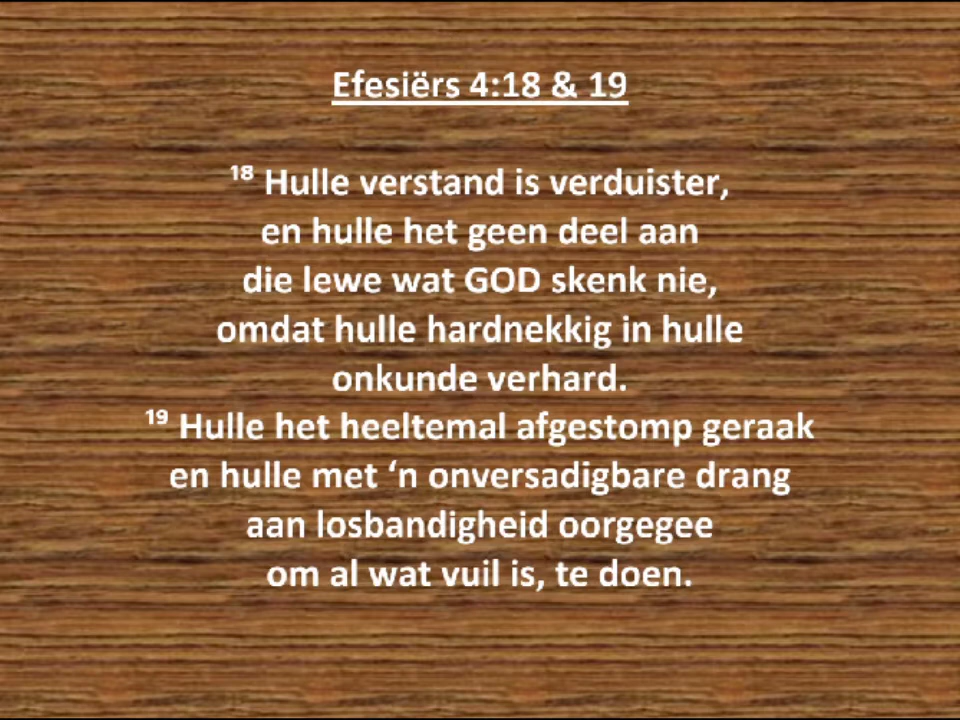 Efesiërs 4:18 & 19
¹⁸ Hulle verstand is verduister,
en hulle het geen deel aan
die lewe wat GOD skenk nie,
omdat hulle hardnekkig in hulle
onkunde verhard.
¹⁹ Hulle het heeltemal afgestomp geraak
en hulle met ‘n onversadigbare drang
aan losbandigheid oorgegee
om al wat vuil is, te doen.